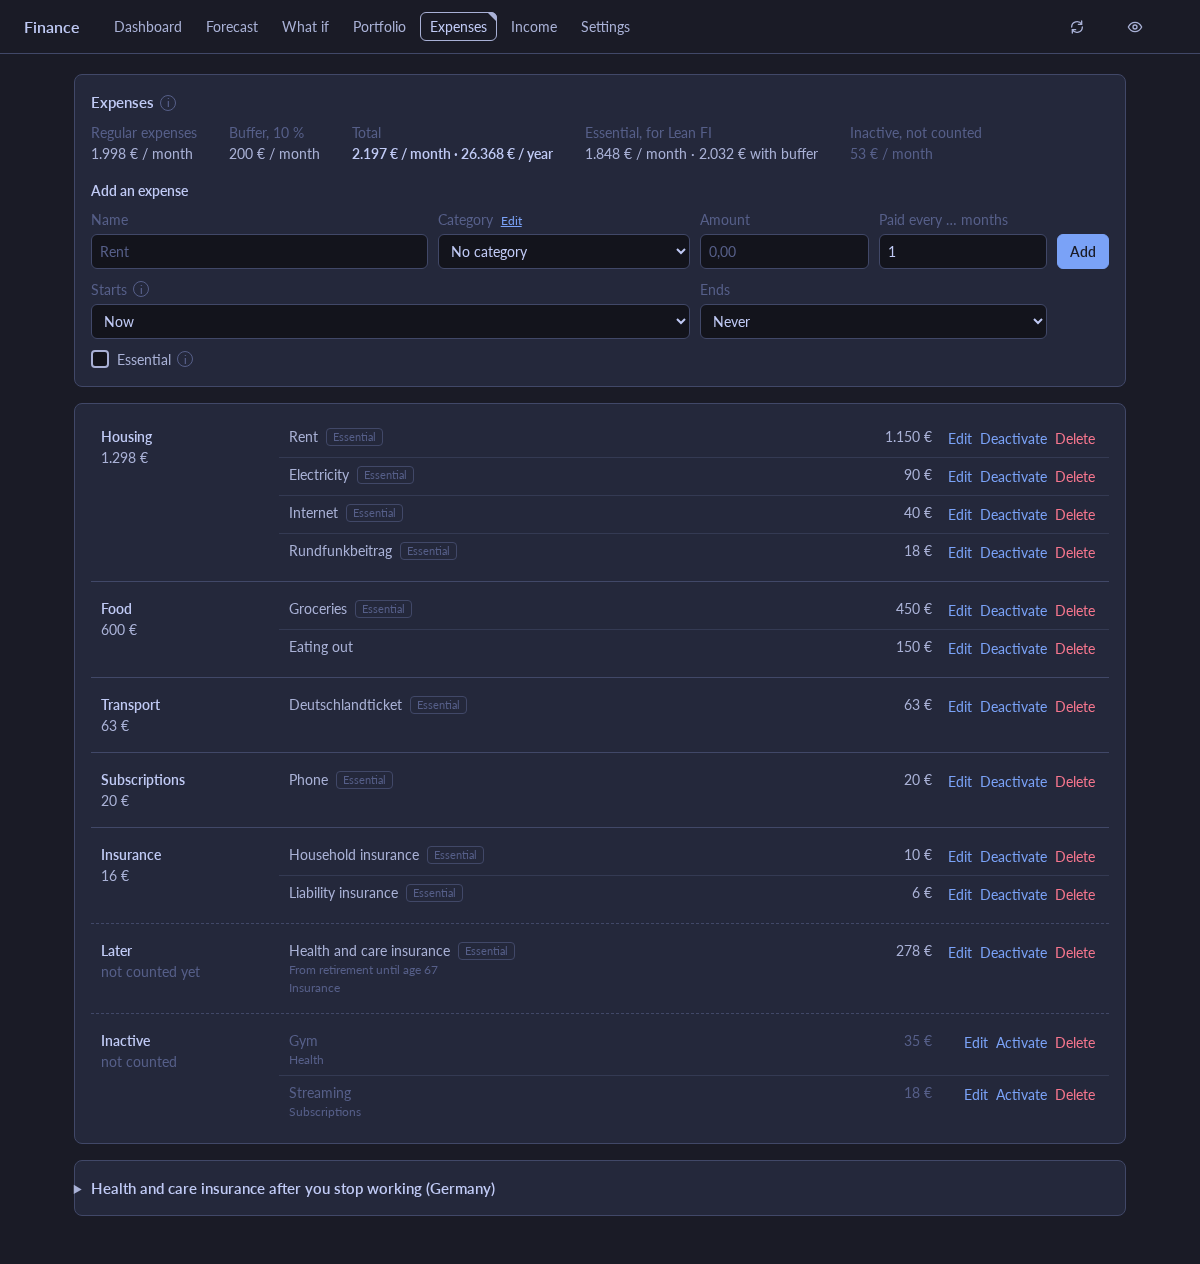 Finance Dashboard Forecast What if Portfolio Expenses Income Settings
Expenses i
Regular expenses Buffer, 10 % Total Essential, for Lean FI Inactive, not counted
1.998 € / month 200 € / month 2.197 € / month · 26.368 € / year 1.848 € / month · 2.032 € with buffer 53 € / month
Add an expense
Name Category Edit Amount Paid every ... months
Rent No category 0,00 1 Add
Starts i Ends
Now Never
Essential i
Housing Rent Essential 1.150 € Edit Deactivate Delete
1.298 €
Electricity Essential 90 € Edit Deactivate Delete
Internet Essential 40 € Edit Deactivate Delete
Rundfunkbeitrag Essential 18 € Edit Deactivate Delete
Food Groceries Essential 450 € Edit Deactivate Delete
600 €
Eating out 150 € Edit Deactivate Delete
Transport Deutschlandticket Essential 63 € Edit Deactivate Delete
63 €
Subscriptions Phone Essential 20 € Edit Deactivate Delete
20 €
Insurance Household insurance Essential 10 € Edit Deactivate Delete
16 €
Liability insurance Essential 6 € Edit Deactivate Delete
Later Health and care insurance Essential 278 € Edit Deactivate Delete
not counted yet From retirement until age 67
Insurance
Inactive Gym 35 € Edit Activate Delete
not counted Health
Streaming 18 € Edit Activate Delete
Subscriptions
Health and care insurance after you stop working (Germany)